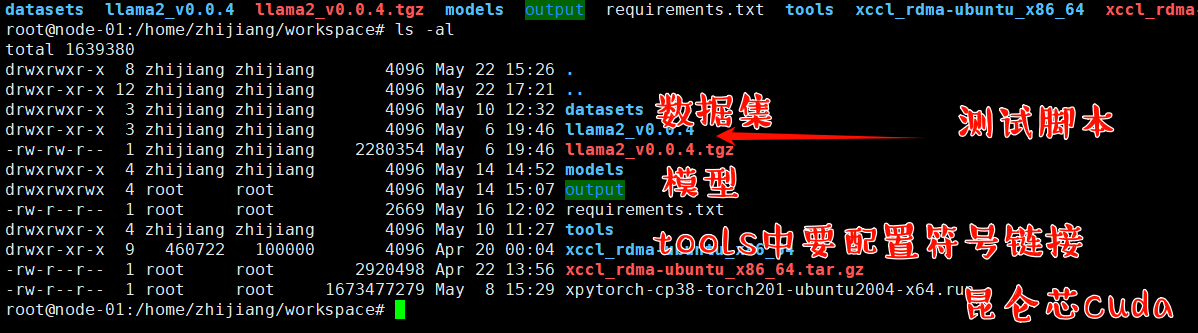 datasets llama2_v0.0.4 llama2_v0.0.4.tgz models output requirements.txt tools xccl_rdma-ubuntu_x86_64 xccl_rdma-
root@node-01:/home/zhijiang/workspace# ls -al
total 1639380
drwxrwxr-x 8 zhijiang zhijiang 4096 May 22 15:26 .
drwxr-xr-x 12 zhijiang zhijiang 4096 May 22 17:21 ..
drwxr-xr-x 3 zhijiang zhijiang 4096 May 10 12:32 datasets 数据集
drwxr-xr-x 3 zhijiang zhijiang 4096 May 6 19:46 llama2_v0.0.4 测试脚本
-rw-rw-r-- 1 zhijiang zhijiang 2280354 May 6 19:46 llama2_v0.0.4.tgz
drwxr-xr-x 4 zhijiang zhijiang 4096 May 14 14:52 models 模型
drwxrwxrwx 4 root root 4096 May 14 15:07 output
-rw-r--r-- 1 root root 2669 May 16 12:02 requirements.txt
drwxr-xr-x 4 zhijiang zhijiang 4096 May 10 11:27 tools tools中要配置符号链接
drwxr-xr-x 9 460722 100000 4096 Apr 20 00:04 xccl_rdma-ubuntu_x86_64
-rw-r--r-- 1 root root 2920498 Apr 22 13:56 xccl_rdma-ubuntu_x86_64.tar.gz
-rw-r--r-- 1 root root 1673477279 May 8 15:29 xpytorch-cp38-torch201-ubuntu2004-x64.run 昆仑芯cuda
root@node-01:/home/zhijiang/workspace#